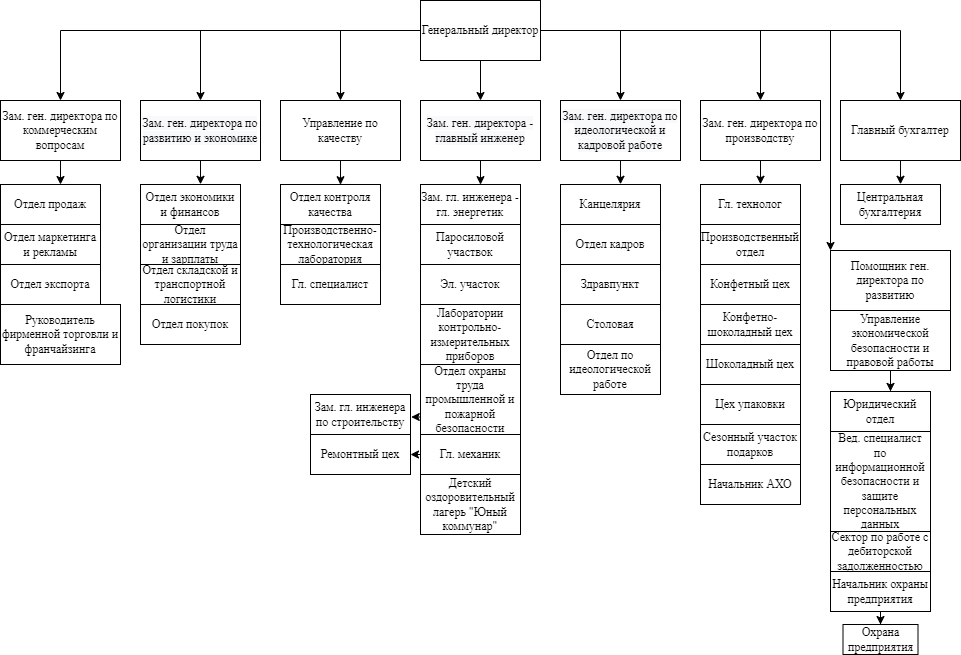 Генеральный директор
Зам. ген. директора по
коммерческим
вопросам
Зам. ген. директора по
развитию и экономике
Управление по
качеству
Зам. ген. директора -
главный инженер
Зам. ген. директора по
идеологической и
кадровой работе
Зам. ген. директора по
производству
Главный бухгалтер
Отдел продаж
Отдел маркетинга
и рекламы
Отдел экспорта
Руководитель
фирменной торговли и
франчайзинга
Отдел экономики
и финансов
Отдел
организации труда
и зарплаты
Отдел складской и
транспортной
логистики
Отдел покупок
Отдел контроля
качества
Производственно-
технологическая
лаборатория
Гл. специалист
Зам. гл. инженера -
гл. энергетик
Паросиловой
участвок
Эл. участок
Лаборатории
контрольно-
измерительных
приборов
Отдел охраны
труда
промышленной и
пожарной
безопасности
Зам. гл. инженера
по строительству
Гл. механик
Ремонтный цех
Детский
оздоровительный
лагерь "Юный
коммунар"
Канцелярия
Отдел кадров
Здравпункт
Столовая
Отдел по
идеологической
работе
Гл. технолог
Производственный
отдел
Конфетный цех
Конфетно-
шоколадный цех
Шоколадный цех
Цех упаковки
Сезонный участок
подарков
Начальник АХО
Центральная
бухгалтерия
Помощник ген.
директора по
развитию
Управление
экономической
безопасности и
правовой работы
Юридический
отдел
Вед. специалист
по
информационной
безопасности и
защите
персональных
данных
Сектор по работе с
дебиторской
задолженностью
Начальник охраны
предприятия
Охрана
предприятия